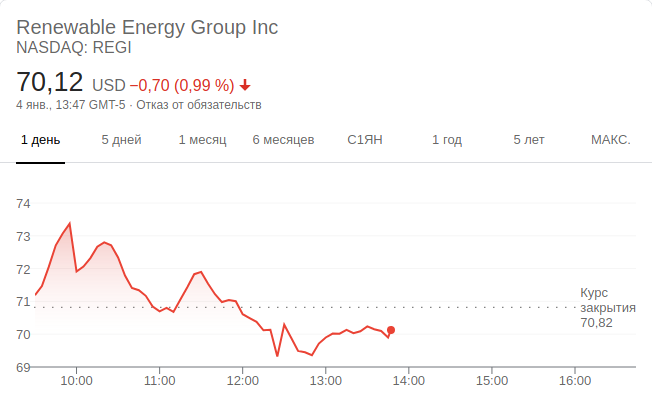 Renewable Energy Group Inc
NASDAQ: REGI
70,12 USD −0,70 (0,99 %)
4 янв., 13:47 GMT-5 · Отказ от обязательств
1 день 5 дней 1 месяц 6 месяцев С1ЯН 1 год 5 лет МАКС.
74
73
72
71
70
69
Курс
закрытия
70,82
10:00 11:00 12:00 13:00 14:00 15:00 16:00